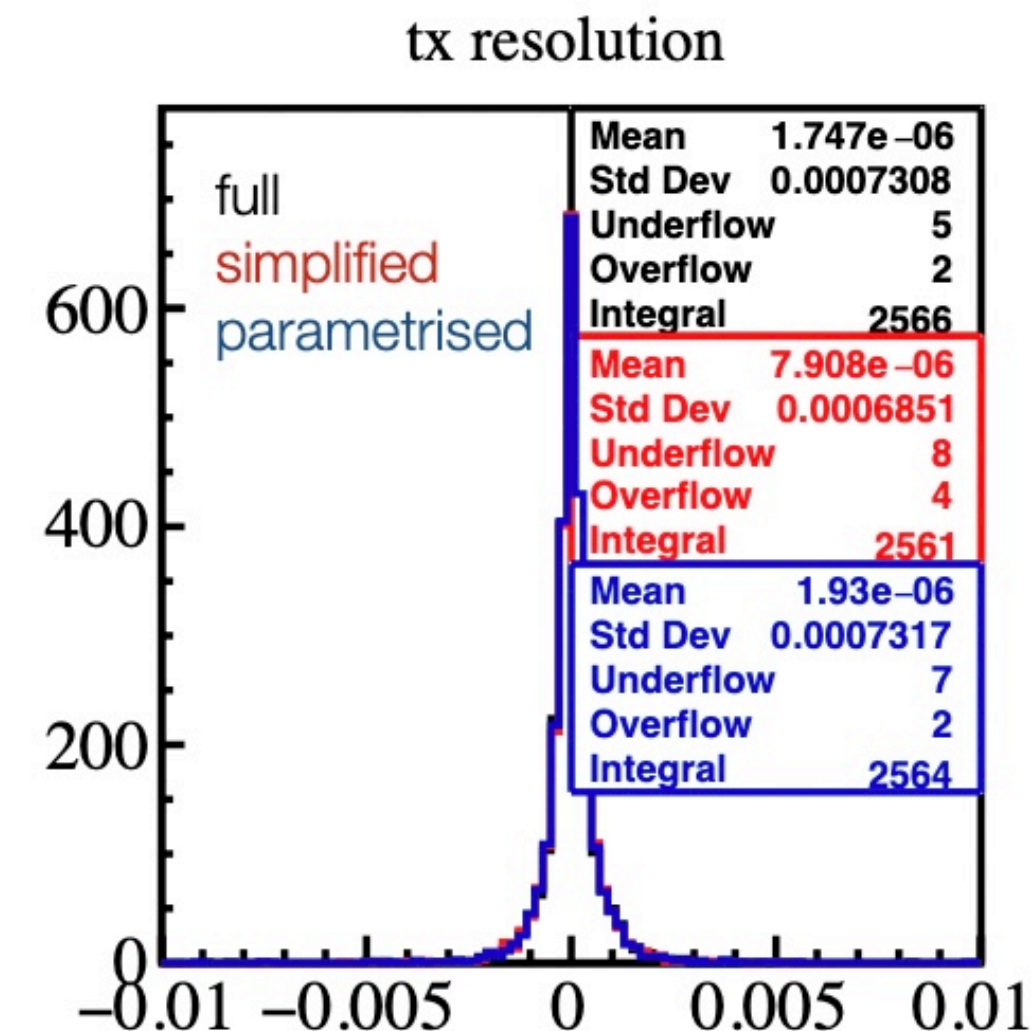 tx resolution
full
simplified
parametrised
Mean 1.747e−06
Std Dev 0.0007308
Underflow 5
Overflow 2
Integral 2566
Mean 7.908e−06
Std Dev 0.0006851
Underflow 8
Overflow 4
Integral 2561
Mean 1.93e−06
Std Dev 0.0007317
Underflow 7
Overflow 2
Integral 2564
600
400
200
0
−0.01 −0.005 0 0.005 0.01